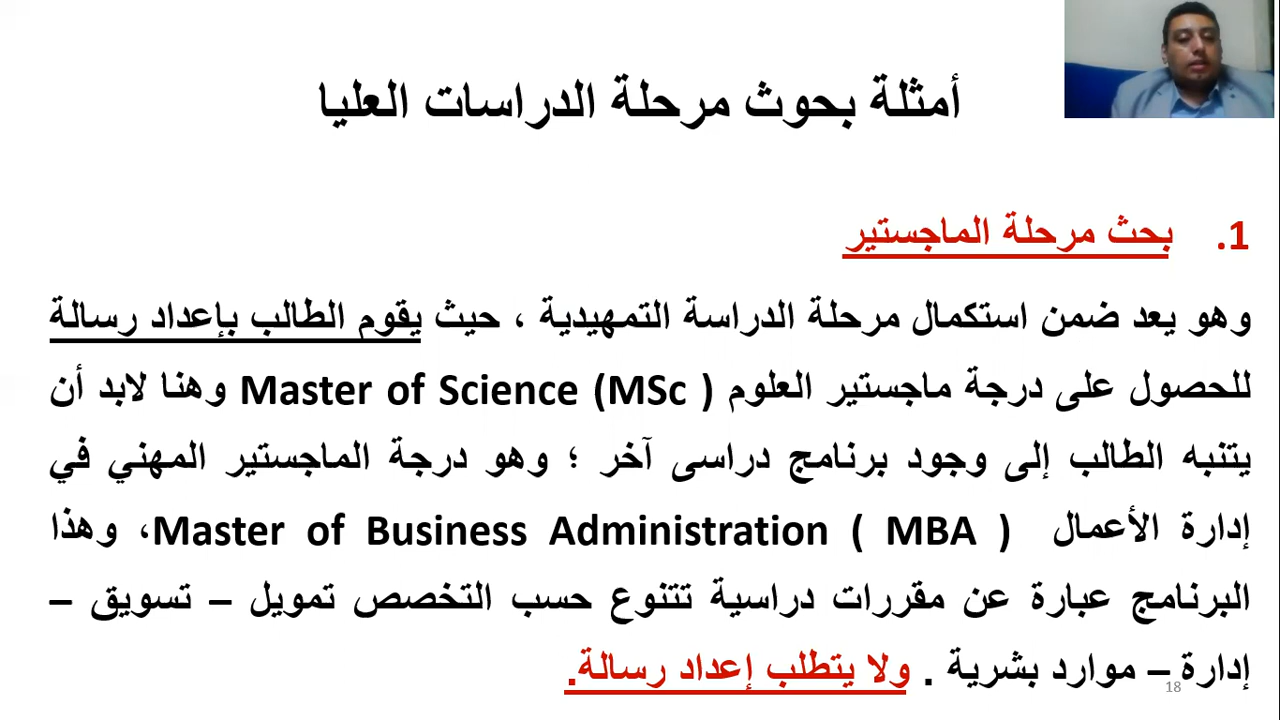 أمثلة بحوث مرحلة الدراسات العليا
1. بحث مرحلة الماجستير
وهو يعد ضمن استكمال مرحلة الدراسة التمهيدية ، حيث يقوم الطالب بإعداد رسالة
للحصول على درجة ماجستير العلوم Master of Science (MSc ) وهنا لابد أن
يتنبه الطالب إلى وجود برنامج دراسى آخر ؛ وهو درجة الماجستير المهني في
إدارة الأعمال Master of Business Administration ( MBA )، وهذا
البرنامج عبارة عن مقررات دراسية تتنوع حسب التخصص تمويل – تسويق –
إدارة – موارد بشرية . ولا يتطلب إعداد رسالة.
18